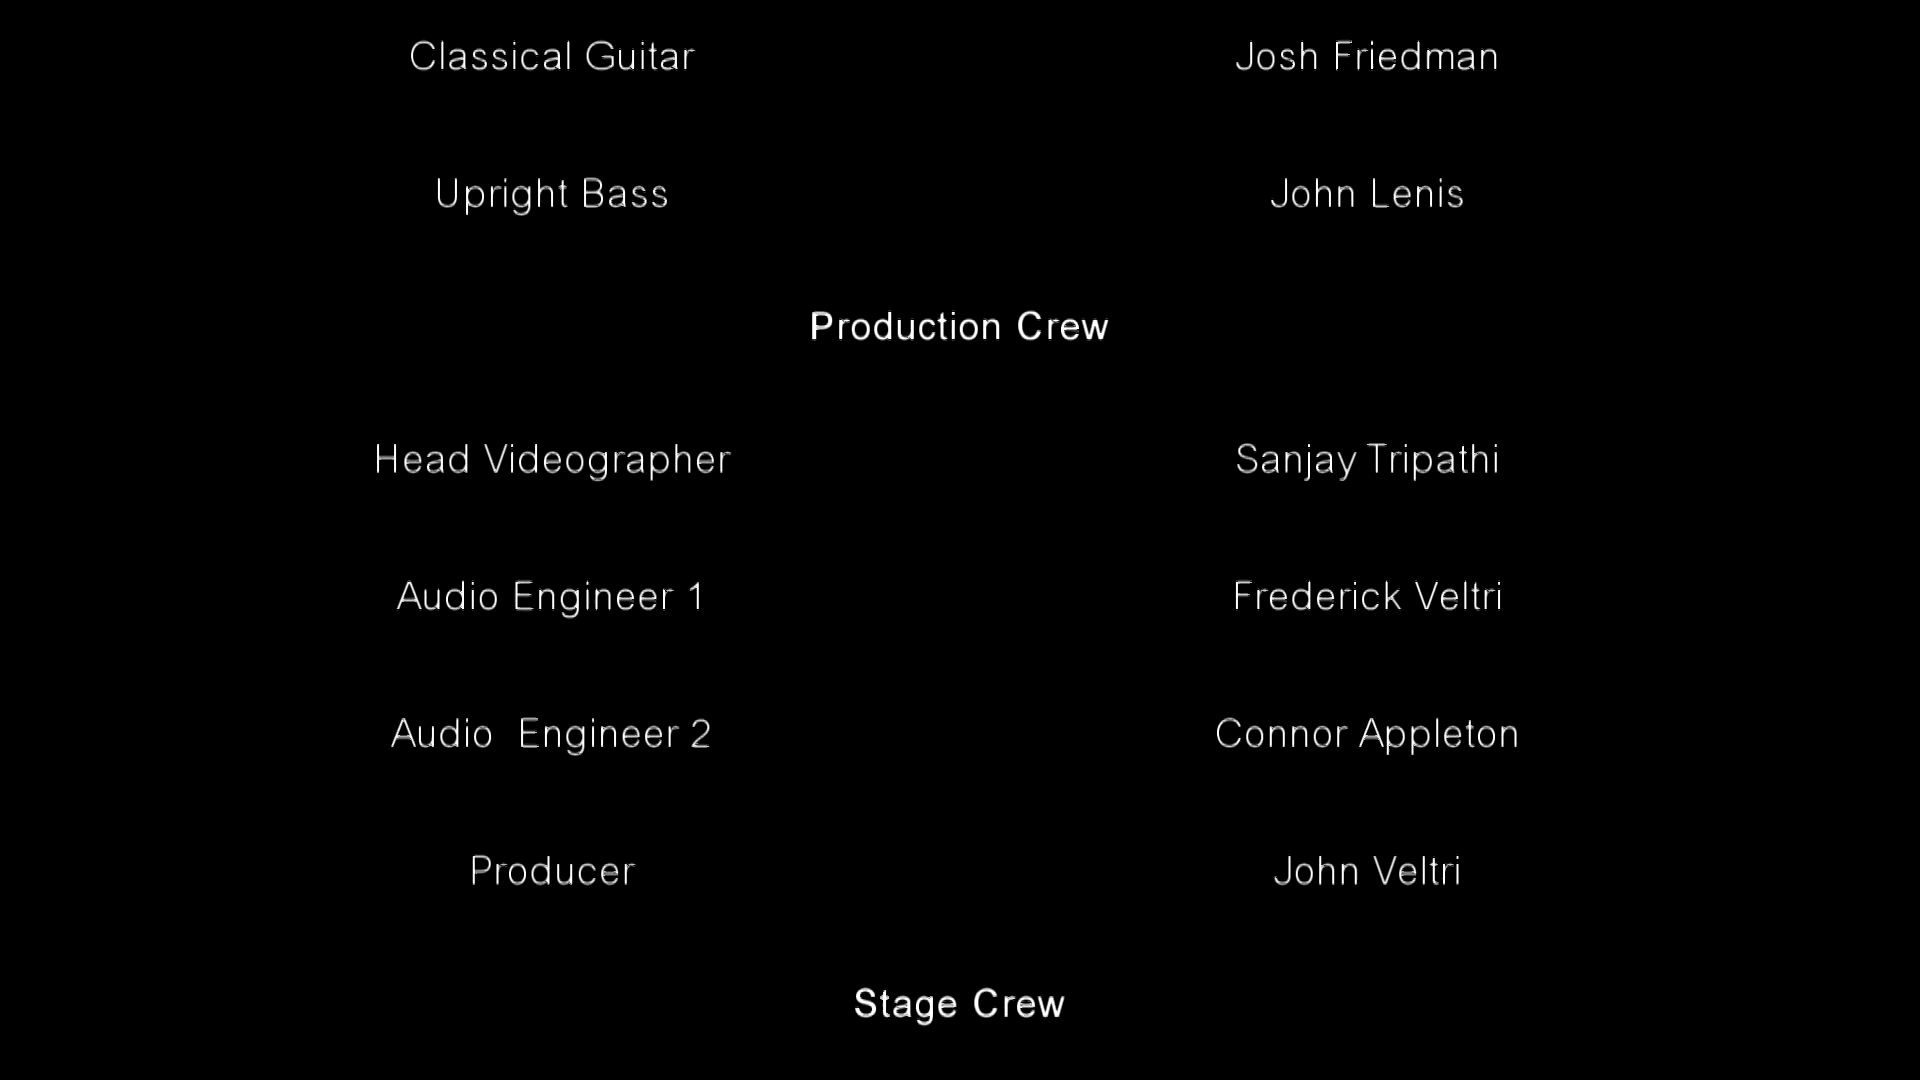 Classical Guitar Josh Friedman
Upright Bass John Lenis
Production Crew
Head Videographer Sanjay Tripathi
Audio Engineer 1 Frederick Veltri
Audio  Engineer 2 Connor Appleton
Producer John Veltri
Stage Crew